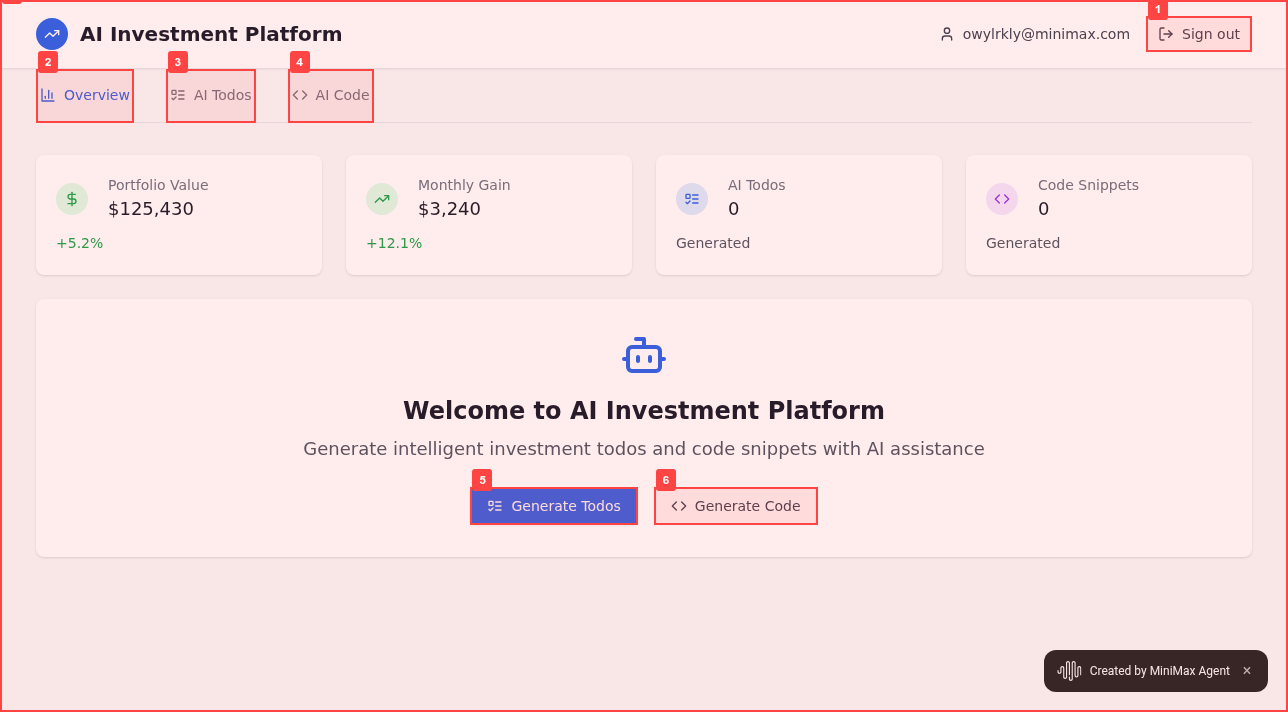 AI Investment Platform
owylrkly@minimax.com
1
Sign out
2
Overview
3
AI Todos
4
AI Code
Portfolio Value
$125,430
+5.2%
Monthly Gain
$3,240
+12.1%
AI Todos
0
Generated
Code Snippets
0
Generated
Welcome to AI Investment Platform
Generate intelligent investment todos and code snippets with AI assistance
5
Generate Todos
6
Generate Code
Created by MiniMax Agent ×